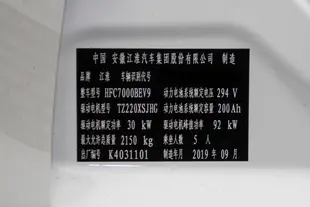 中国 安徽江淮汽车集团股份有限公司 制造
品牌 江淮 车辆识别代号
整车型号 HFC7000BEV9 动力电池系统额定电压 294 V
驱动电机型号 TZ220XSJHG 动力电池系统额定容量 200Ah
驱动电机额定功率 30 kW 驱动电机峰值功率 92 kW
最大允许总质量 2150 kg 乘坐人数 5 人
出厂编号 K4031101 制造年月 2019 年 09 月